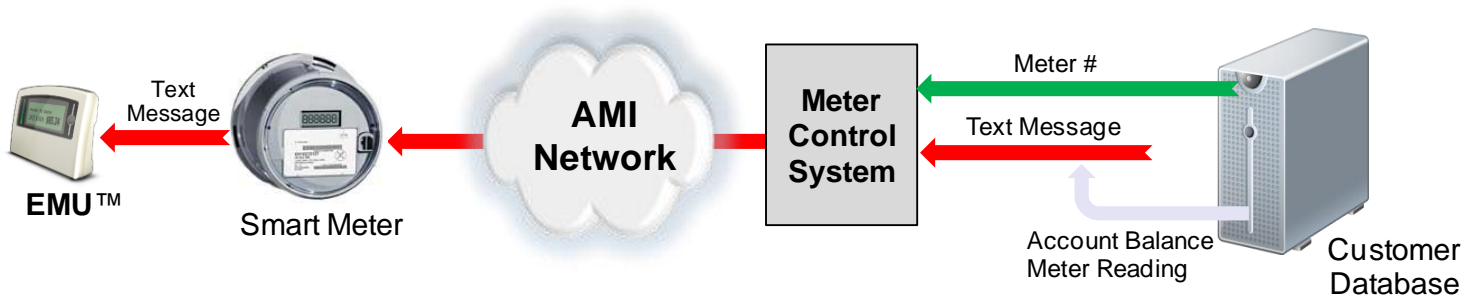 Text
Message
EMU™
Smart Meter
AMI
Network
Meter
Control
System
Meter #
Text Message
Account Balance
Meter Reading
Customer
Database